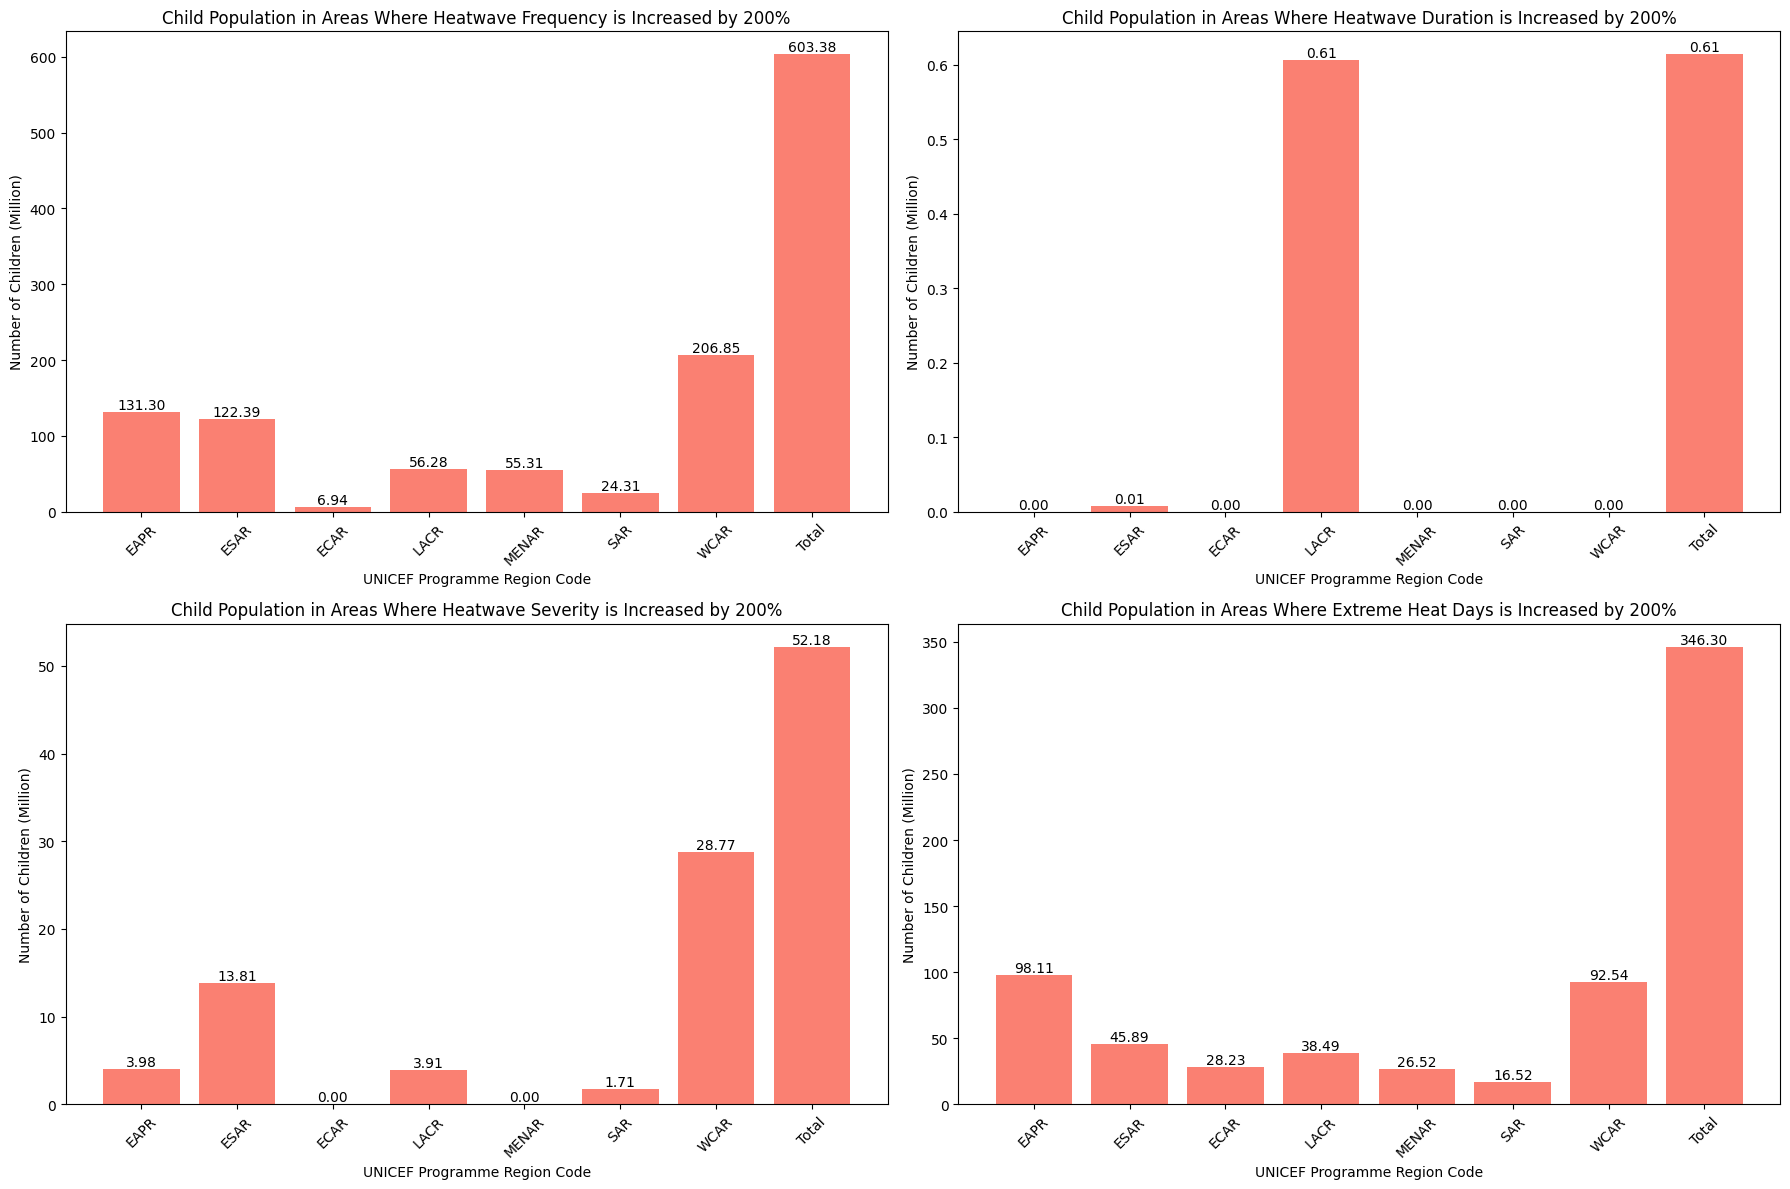 Child Population in Areas Where Heatwave Frequency is Increased by 200%
Number of Children (Million)
600
500
400
300
200
100
0
131.30
122.39
6.94
56.28
55.31
24.31
206.85
603.38
EAPR
ESAR
ECAR
LACR
MENAR
SAR
WCAR
Total
UNICEF Programme Region Code
Child Population in Areas Where Heatwave Duration is Increased by 200%
Number of Children (Million)
0.6
0.5
0.4
0.3
0.2
0.1
0.0
0.00
0.01
0.00
0.61
0.00
0.00
0.00
0.61
EAPR
ESAR
ECAR
LACR
MENAR
SAR
WCAR
Total
UNICEF Programme Region Code
Child Population in Areas Where Heatwave Severity is Increased by 200%
Number of Children (Million)
50
40
30
20
10
0
3.98
13.81
0.00
3.91
0.00
1.71
28.77
52.18
EAPR
ESAR
ECAR
LACR
MENAR
SAR
WCAR
Total
UNICEF Programme Region Code
Child Population in Areas Where Extreme Heat Days is Increased by 200%
Number of Children (Million)
350
300
250
200
150
100
50
0
98.11
45.89
28.23
38.49
26.52
16.52
92.54
346.30
EAPR
ESAR
ECAR
LACR
MENAR
SAR
WCAR
Total
UNICEF Programme Region Code